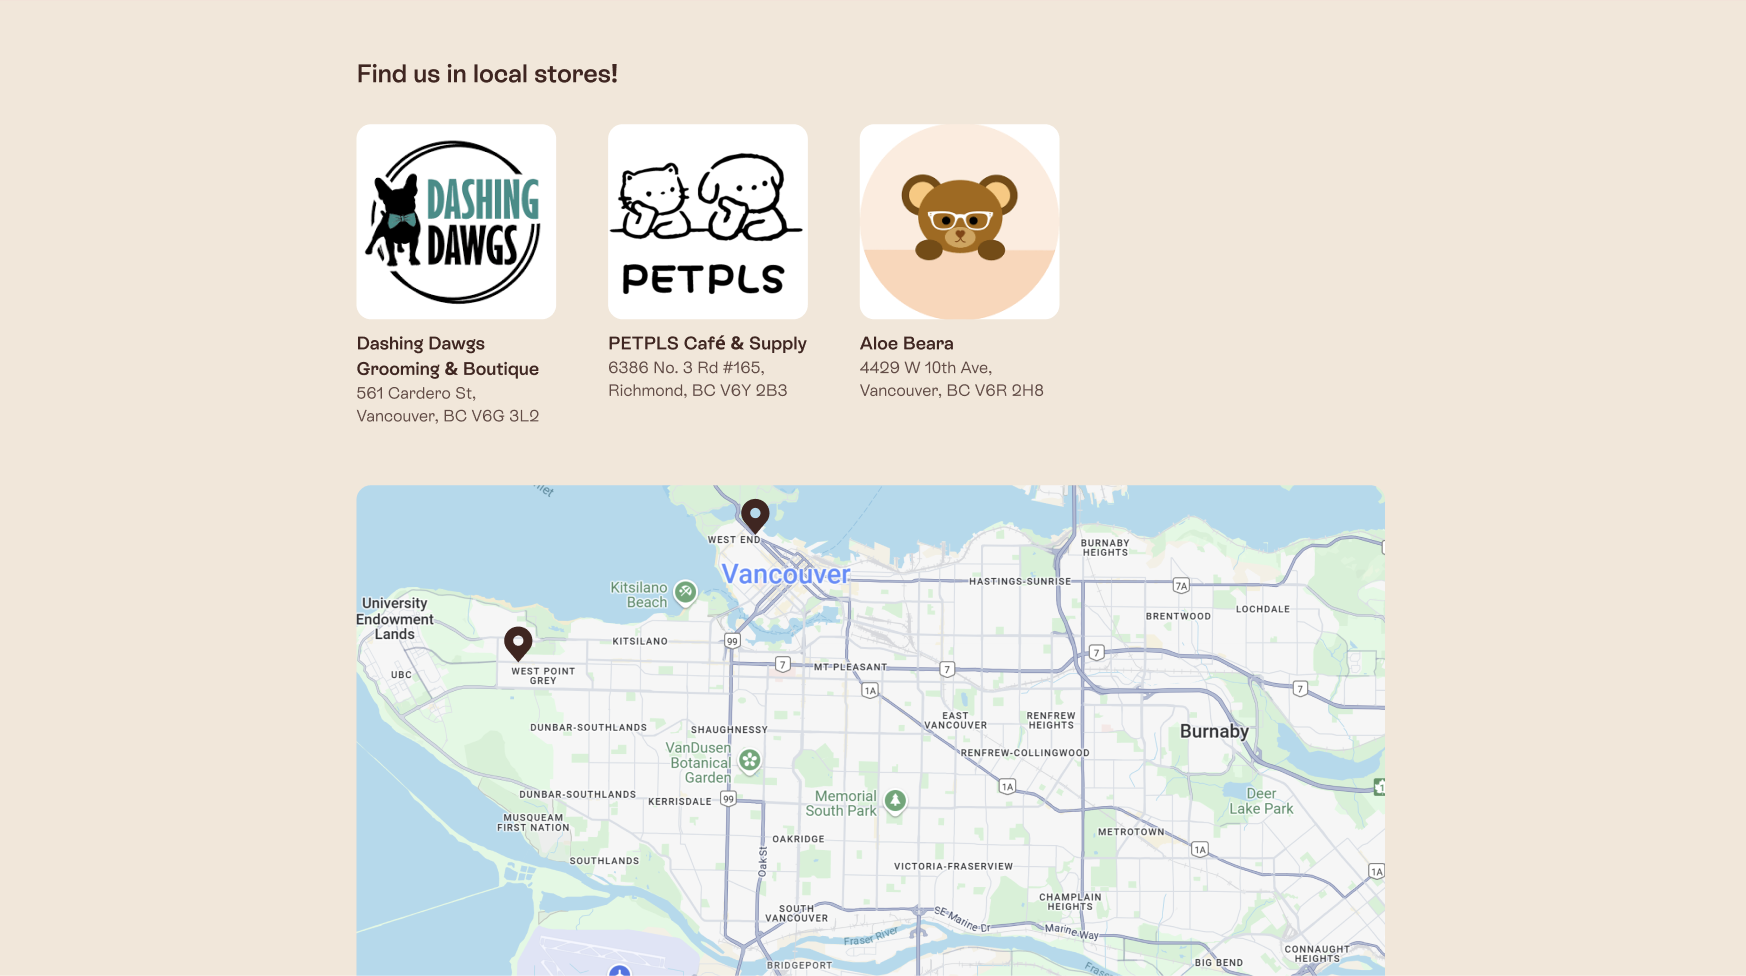 Find us in local stores!
DASHING
DAWGS
PETPLS
Dashing Dawgs
Grooming & Boutique
561 Cardero St,
Vancouver, BC V6G 3L2
PETPLS Café & Supply
6386 No. 3 Rd #165,
Richmond, BC V6Y 2B3
Aloe Beara
4429 W 10th Ave,
Vancouver, BC V6R 2H8
WEST END
Vancouver
BURNABY
HEIGHTS
HASTINGS-SUNRISE
7A
Kitsilano
Beach
University
Endowment
Lands
BRENTWOOD
LOCHDALE
KITSILANO
99
7
MT PLEASANT
7
7
WEST POINT
GREY
UBC
1A
7
DUNBAR-SOUTHLANDS
SHAUGHNESSY
EAST
VANCOUVER
RENFREW
HEIGHTS
Burnaby
VanDusen
Botanical
Garden
RENFREW-COLLINGWOOD
1A
DUNBAR-SOUTHLANDS
KERRISDALE
99
Memorial
South Park
Deer
Lake Park
1
MUSQUEAM
FIRST NATION
OAKRIDGE
METROTOWN
1A
SOUTHLANDS
Oak St
VICTORIA-FRASERVIEW
1A
CHAMPLAIN
HEIGHTS
SOUTH
VANCOUVER
SE Marine Dr
Marine Way
Fraser River
CONNAUGHT
HEIGHTS
BRIDGEPORT
BIG BEND